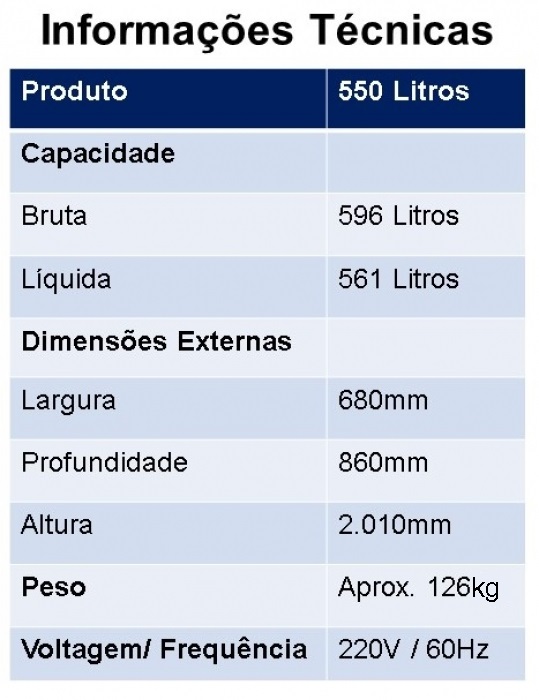 Informações Técnicas
Produto 550 Litros
Capacidade
Bruta 596 Litros
Líquida 561 Litros
Dimensões Externas
Largura 680mm
Profundidade 860mm
Altura 2.010mm
Peso Aprox. 126kg
Voltagem/ Frequência 220V / 60Hz